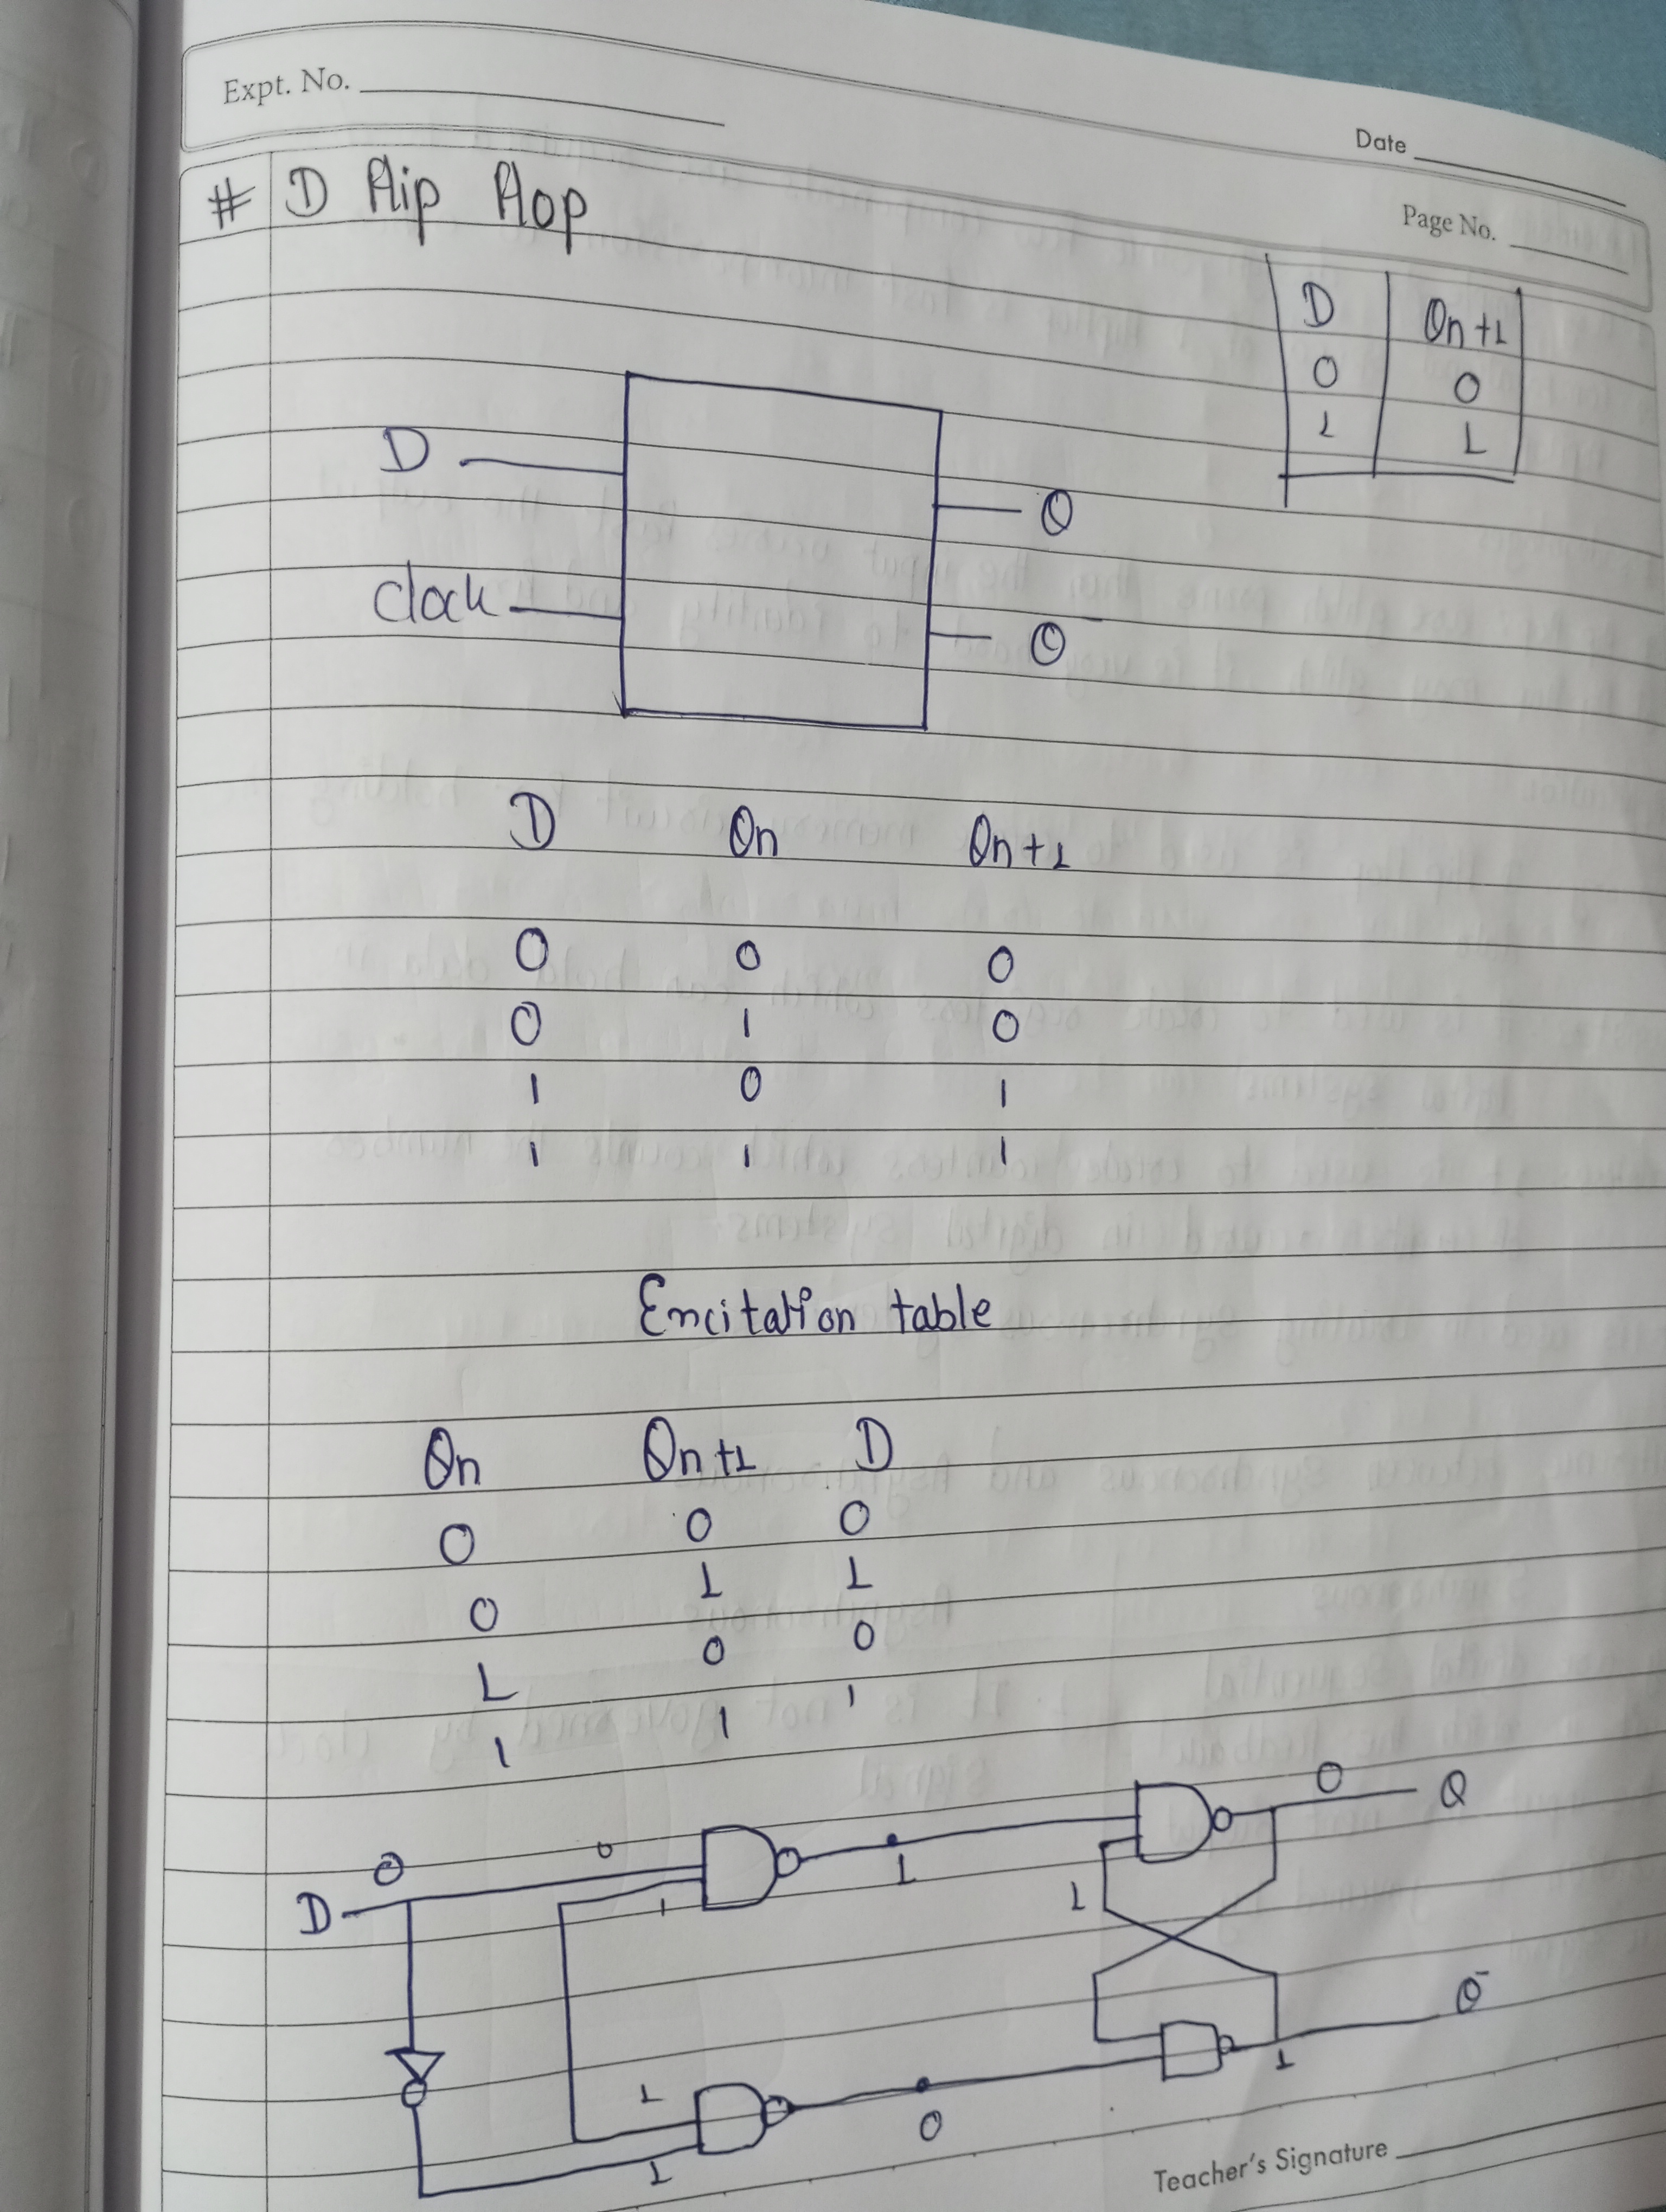 Expt. No.
Date
Page No.
# D Flip Flop
D Qn+1
0 0
1 1
D
Q
Clock
Q̅
D Qn Qn+1
0 0 0
0 1 0
1 0 1
1 1 1
Excitation table
Qn Qn+1 D
0 0 0
0 1 1
1 0 0
1 1 1
0 Q
0 0
1
D 1 1
Q̅
1
1
0
1
Teacher's Signature